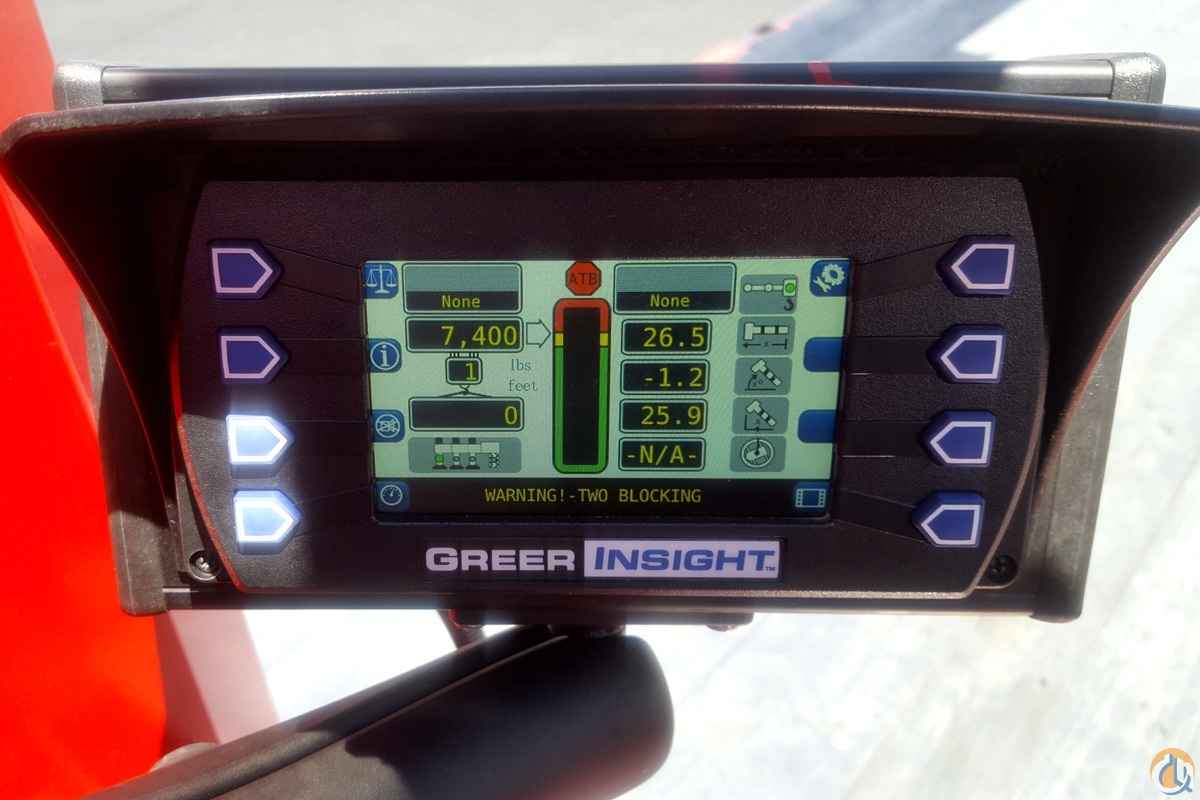 ATB
None
None
7,400
26.5
1
lbs
feet
-1.2
0
25.9
-N/A-
WARNING!-TWO BLOCKING
GREER INSIGHT™